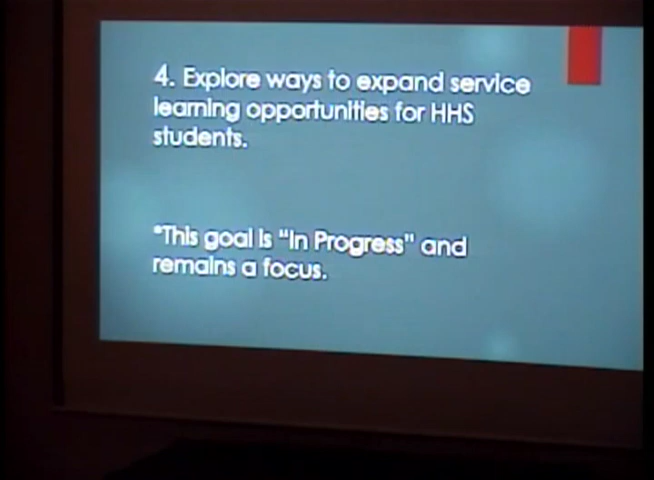 4. Explore ways to expand service
learning opportunities for HHS
students.
*This goal is "In Progress" and
remains a focus.